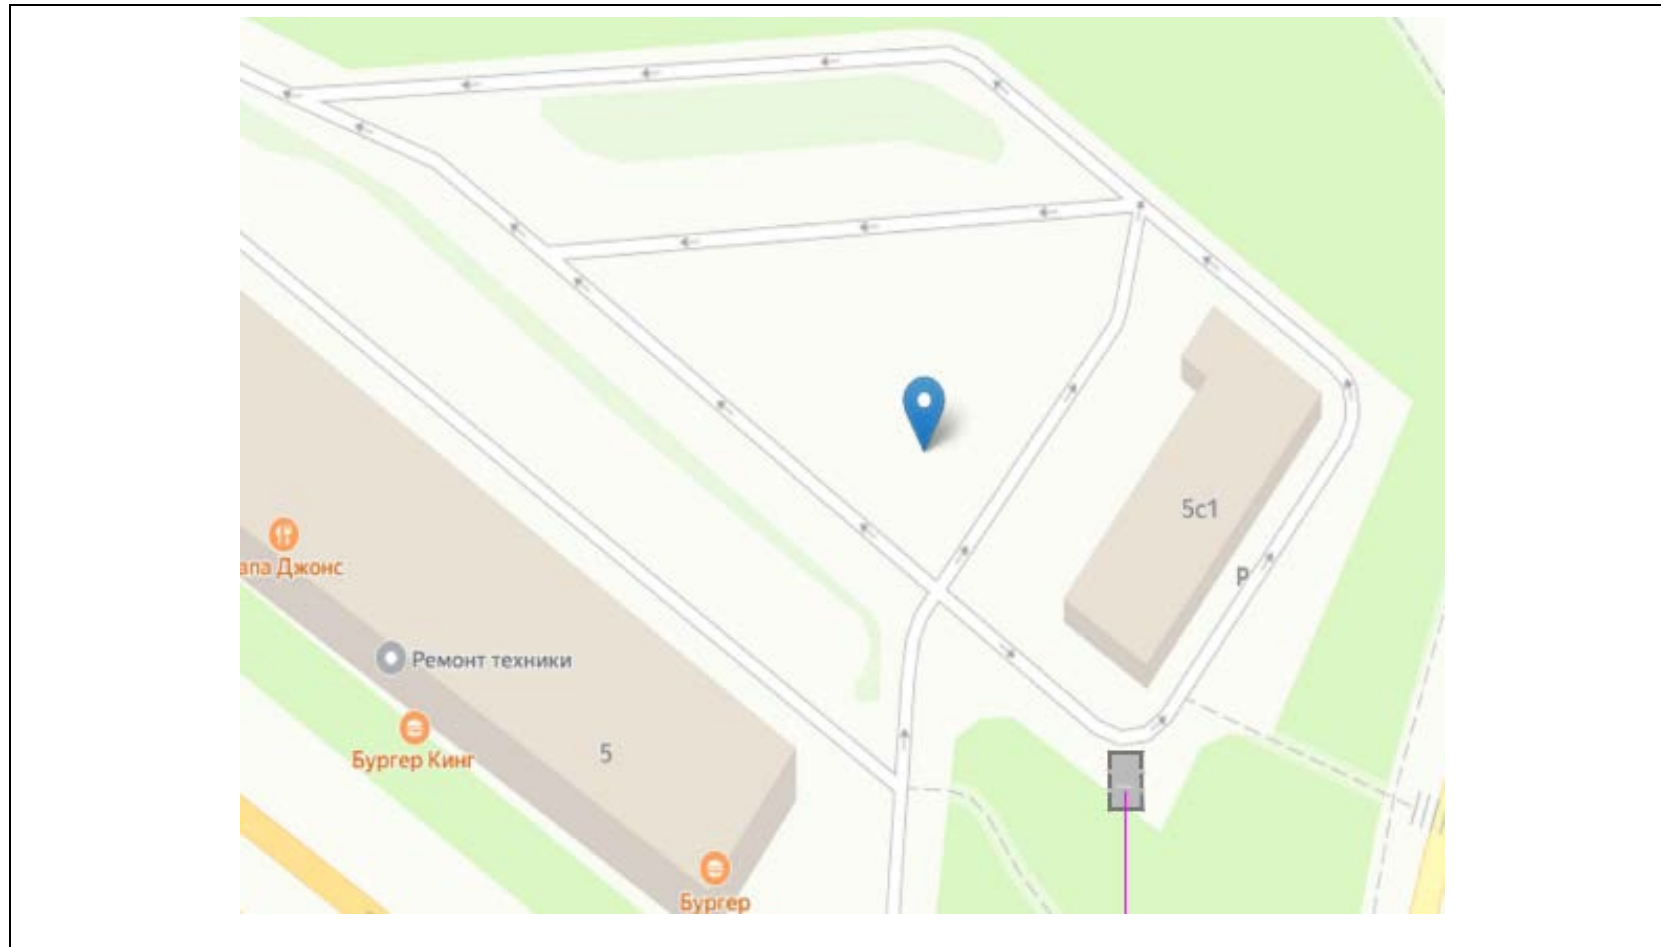 5с1
P
апа Джонс
Ремонт техники
5
Бургер Кинг
Бургер